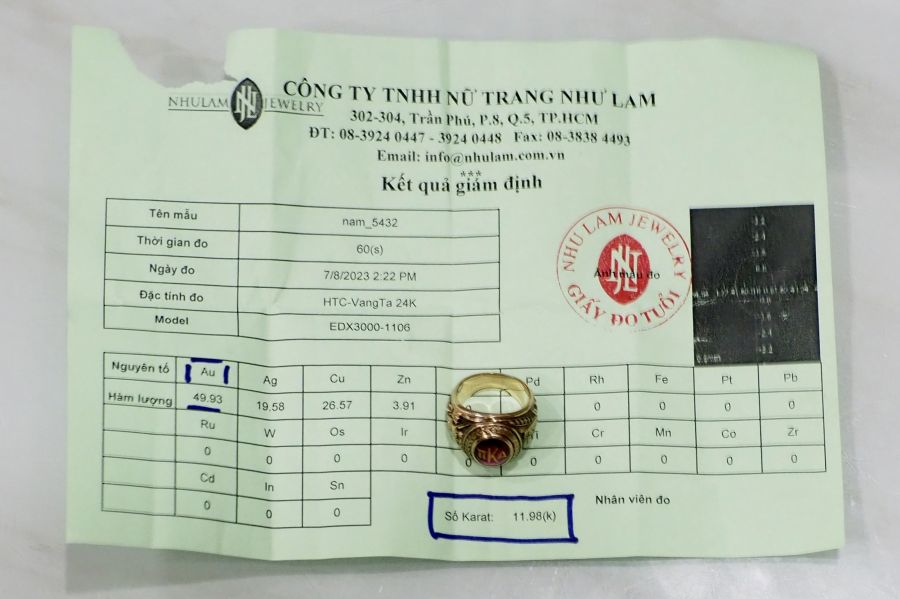 NHULAM JEWELRY
CÔNG TY TNHH NỮ TRANG NHƯ LAM
302-304, Trần Phú, P.8, Q.5, TP.HCM
ĐT: 08-3924 0447 - 3924 0448 Fax: 08-3838 4493
Email: info@nhulam.com.vn
***
Kết quả giám định
Tên mẫu nam_5432
Thời gian đo 60(s)
Ngày đo 7/8/2023 2:22 PM
Đặc tính đo HTC-VangTa 24K
Model EDX3000-1106
NHU LAM JEWELRY
Ảnh mẫu đo
GIẤY ĐO TUỔI
Nguyên tố Au Ag Cu Zn Pd Rh Fe Pt Pb
Hàm lượng 49.93 19.58 26.57 3.91 0 0 0 0 0
Ru W Os Ir Cr Mn Co Zr
0 0 0 0 0 0 0 0 0
Cd In Sn
0 0 0
ΠΚΑ
Số Karat: 11.98(k)
Nhân viên đo